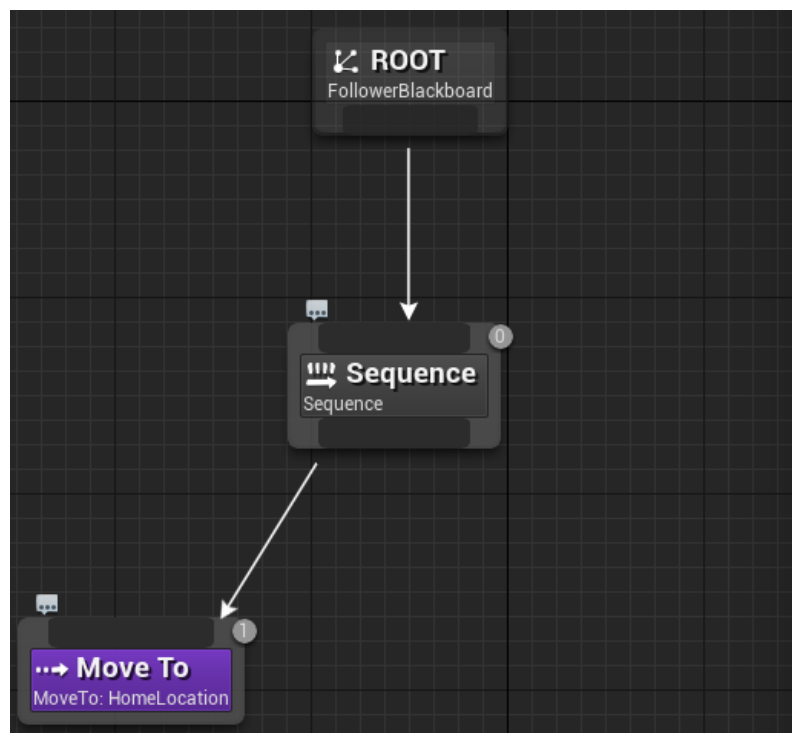 ROOT
FollowerBlackboard
0
Sequence
Sequence
1
Move To
MoveTo: HomeLocation